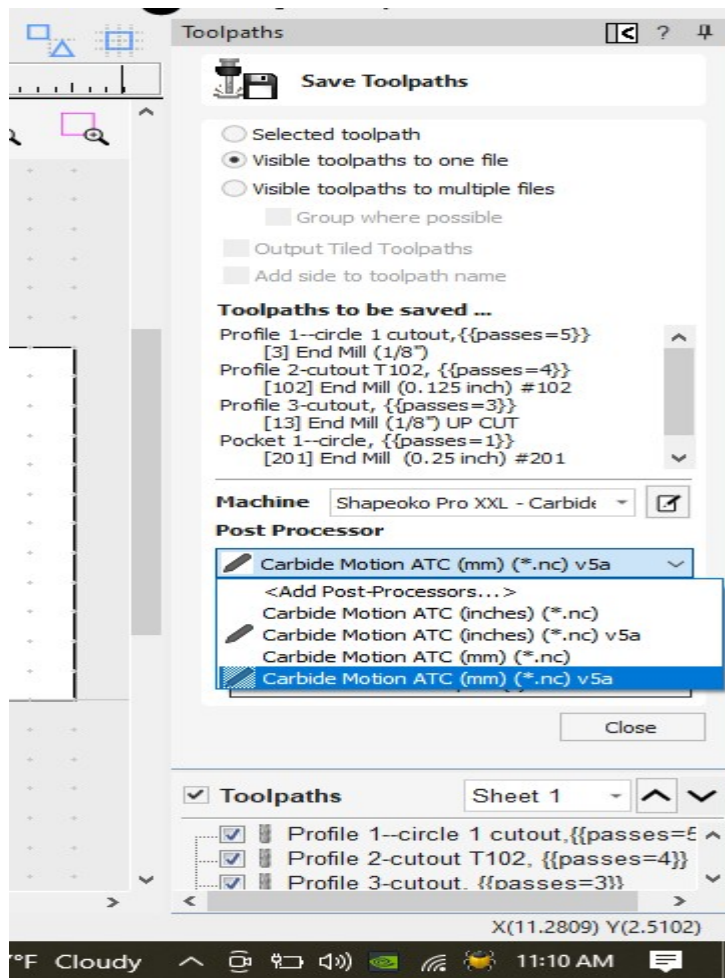 Toolpaths
?
Save Toolpaths
Selected toolpath
Visible toolpaths to one file
Visible toolpaths to multiple files
Group where possible
Output Tiled Toolpaths
Add side to toolpath name
Toolpaths to be saved ...
Profile 1--circle 1 cutout,{{passes=5}}
[3] End Mill (1/8")
Profile 2-cutout T102, {{passes=4}}
[102] End Mill (0.125 inch) #102
Profile 3-cutout, {{passes=3}}
[13] End Mill (1/8") UP CUT
Pocket 1--circle, {{passes=1}}
[201] End Mill (0.25 inch) #201
Machine Shapeoko Pro XXL - Carbide
Post Processor
Carbide Motion ATC (mm) (*.nc) v5a
<Add Post-Processors...>
Carbide Motion ATC (inches) (*.nc)
Carbide Motion ATC (inches) (*.nc) v5a
Carbide Motion ATC (mm) (*.nc)
Carbide Motion ATC (mm) (*.nc) v5a
Close
Toolpaths Sheet 1
Profile 1--circle 1 cutout,{{passes=5
Profile 2-cutout T102, {{passes=4}}
Profile 3-cutout, {{passes=3}}
X(11.2809) Y(2.5102)
°F Cloudy 11:10 AM